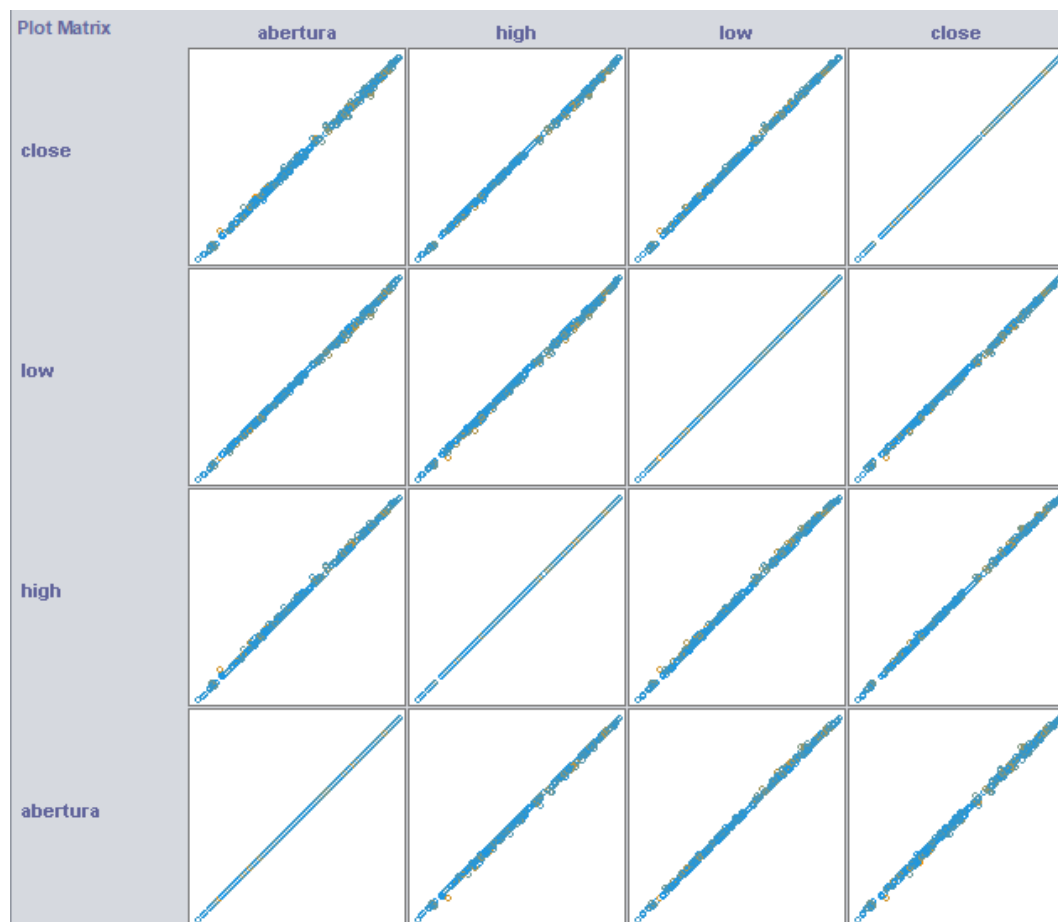 Plot Matrix
abertura high low close
close
low
high
abertura